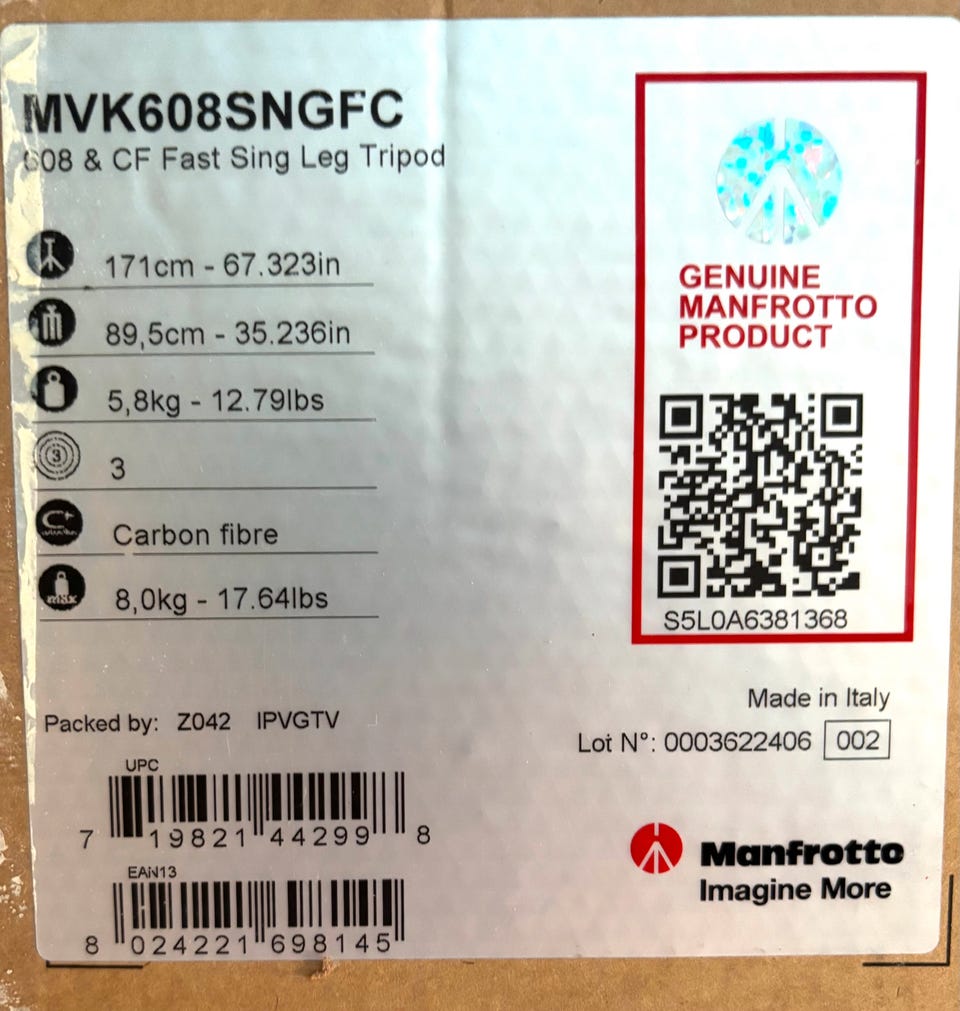 MVK608SNGFC
608 & CF Fast Sing Leg Tripod
171cm - 67.323in
89,5cm - 35.236in
5,8kg - 12.79lbs
3
3
Carbon fibre
8,0kg - 17.64lbs
max
GENUINE
MANFROTTO
PRODUCT
S5L0A6381368
Made in Italy
Lot N°: 0003622406 002
Packed by: Z042 IPVGTV
UPC
7 19821 44299 8
EAN13
8 024221 698145
Manfrotto
Imagine More